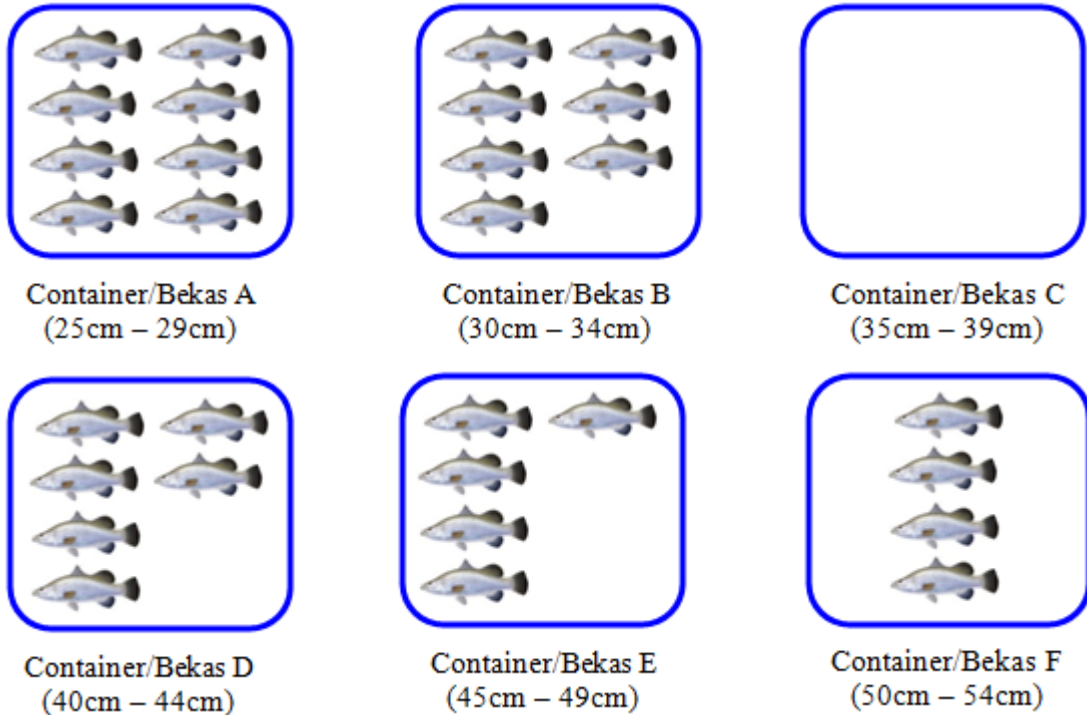 Container/Bekas A
(25cm – 29cm)
Container/Bekas B
(30cm – 34cm)
Container/Bekas C
(35cm – 39cm)
Container/Bekas D
(40cm – 44cm)
Container/Bekas E
(45cm – 49cm)
Container/Bekas F
(50cm – 54cm)